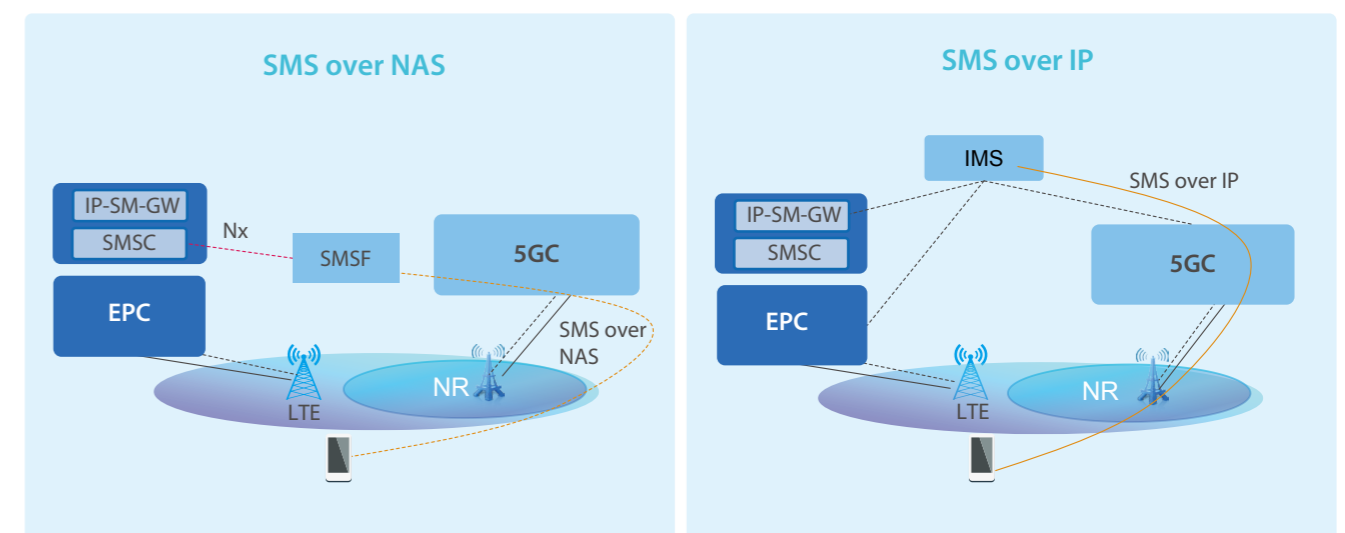 SMS over NAS
IP-SM-GW
SMSC
Nx
SMSF
5GC
EPC
SMS over
NAS
NR
LTE
SMS over IP
IMS
SMS over IP
IP-SM-GW
SMSC
5GC
EPC
NR
LTE